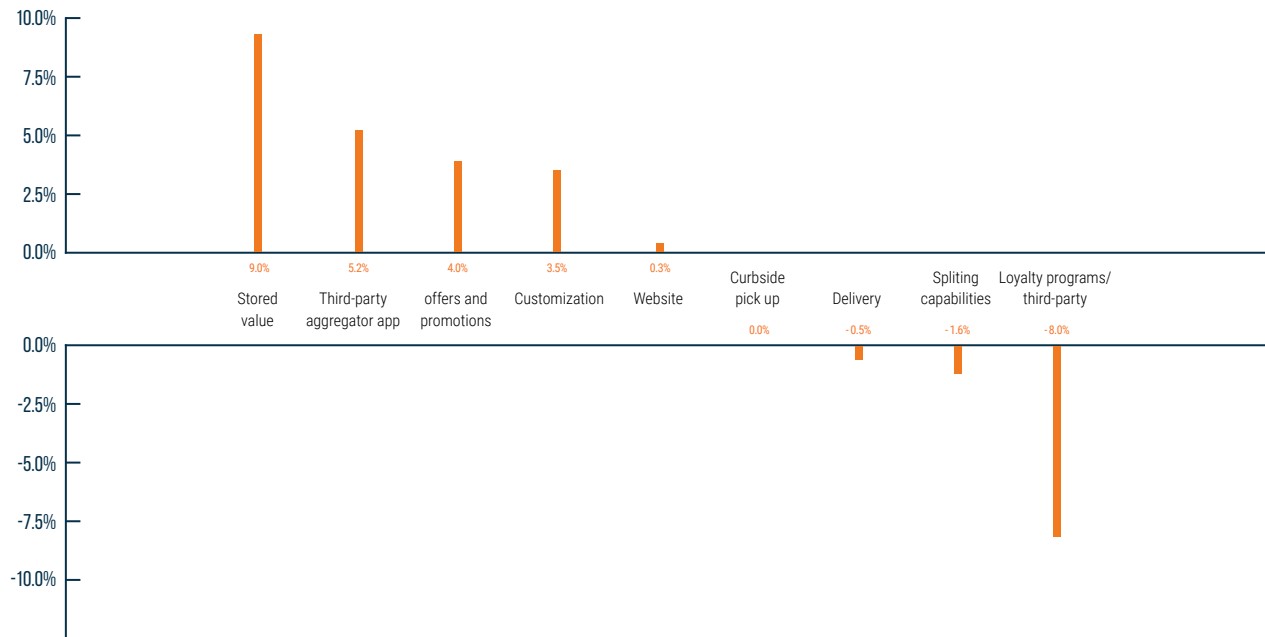 10.0%
7.5%
5.0%
2.5%
0.0%
9.0%
5.2%
4.0%
3.5%
0.3%
Stored
value
Third-party
aggregator app
offers and
promotions
Customization
Website
Curbside
pick up
0.0%
Delivery
-0.5%
Spliting
capabilities
-1.6%
Loyalty programs/
third-party
-8.0%
0.0%
-2.5%
-5.0%
-7.5%
-10.0%